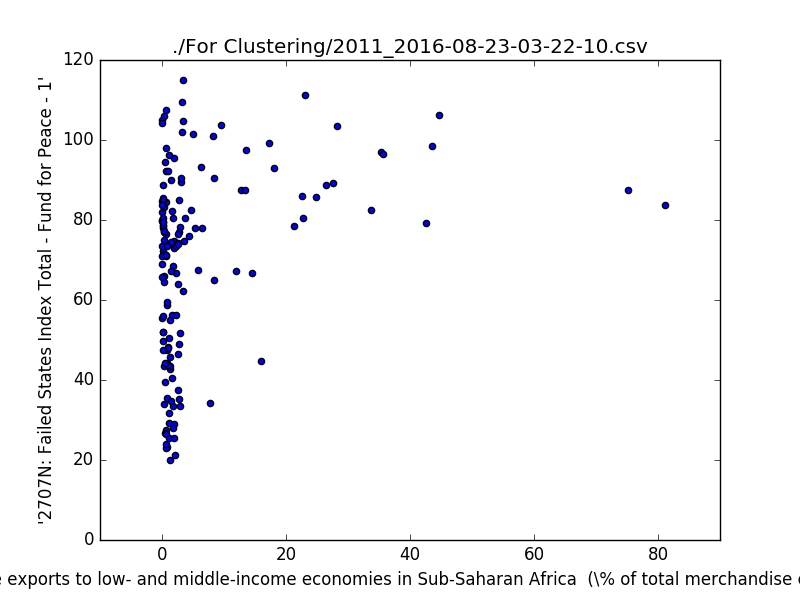 ./For Clustering/2011_2016-08-23-03-22-10.csv
120
100
80
60
40
20
0
'2707N: Failed States Index Total - Fund for Peace - 1'
0 20 40 60 80
exports to low- and middle-income economies in Sub-Saharan Africa (\% of total merchandise